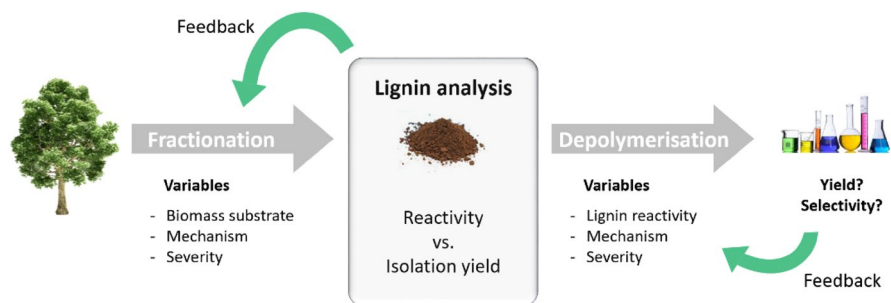 Feedback
Lignin analysis
Fractionation
Depolymerisation
Variables
- Biomass substrate
- Mechanism
- Severity
Reactivity
vs.
Isolation yield
Variables
- Lignin reactivity
- Mechanism
- Severity
Yield?
Selectivity?
Feedback